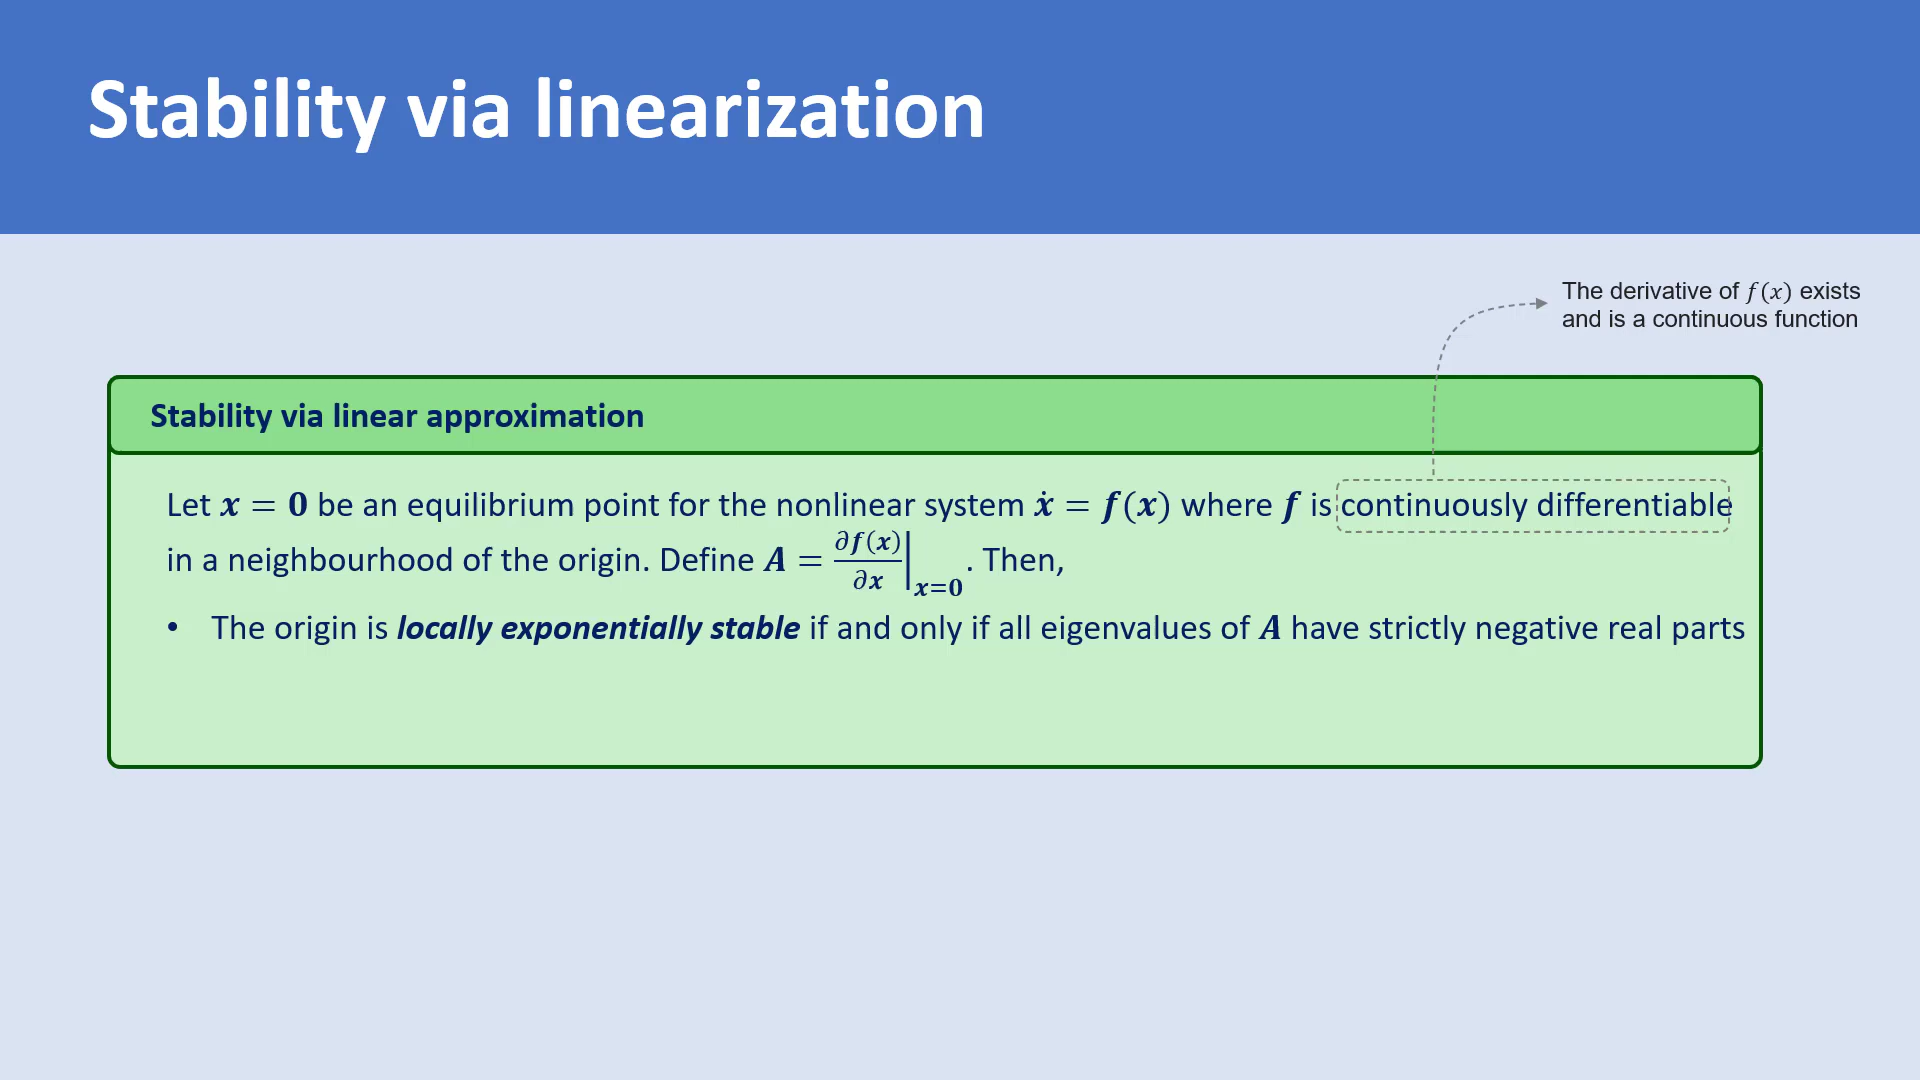 Stability via linearization
The derivative of f(x) exists
and is a continuous function
Stability via linear approximation
Let x = 0 be an equilibrium point for the nonlinear system ẋ = f(x) where f is continuously differentiable
in a neighbourhood of the origin. Define A = ∂f(x)/∂x|x=0. Then,
• The origin is locally exponentially stable if and only if all eigenvalues of A have strictly negative real parts